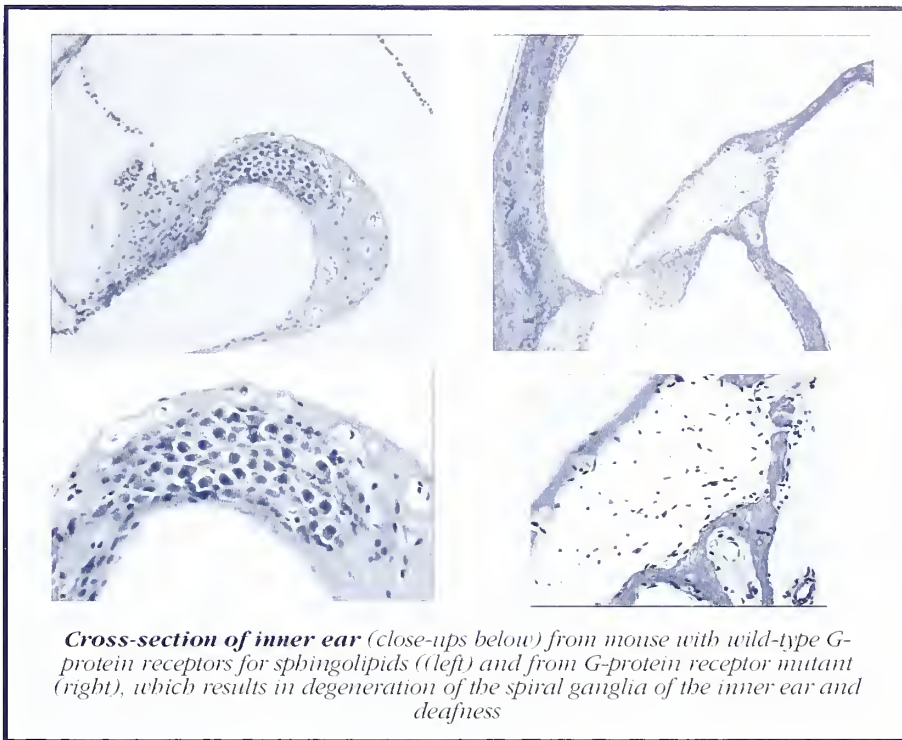 Cross-section of inner ear (close-ups below) from mouse with wild-type G-
protein receptors for sphingolipids ((left) and from G-protein receptor mutant
(right), which results in degeneration of the spiral ganglia of the inner ear and
deafness